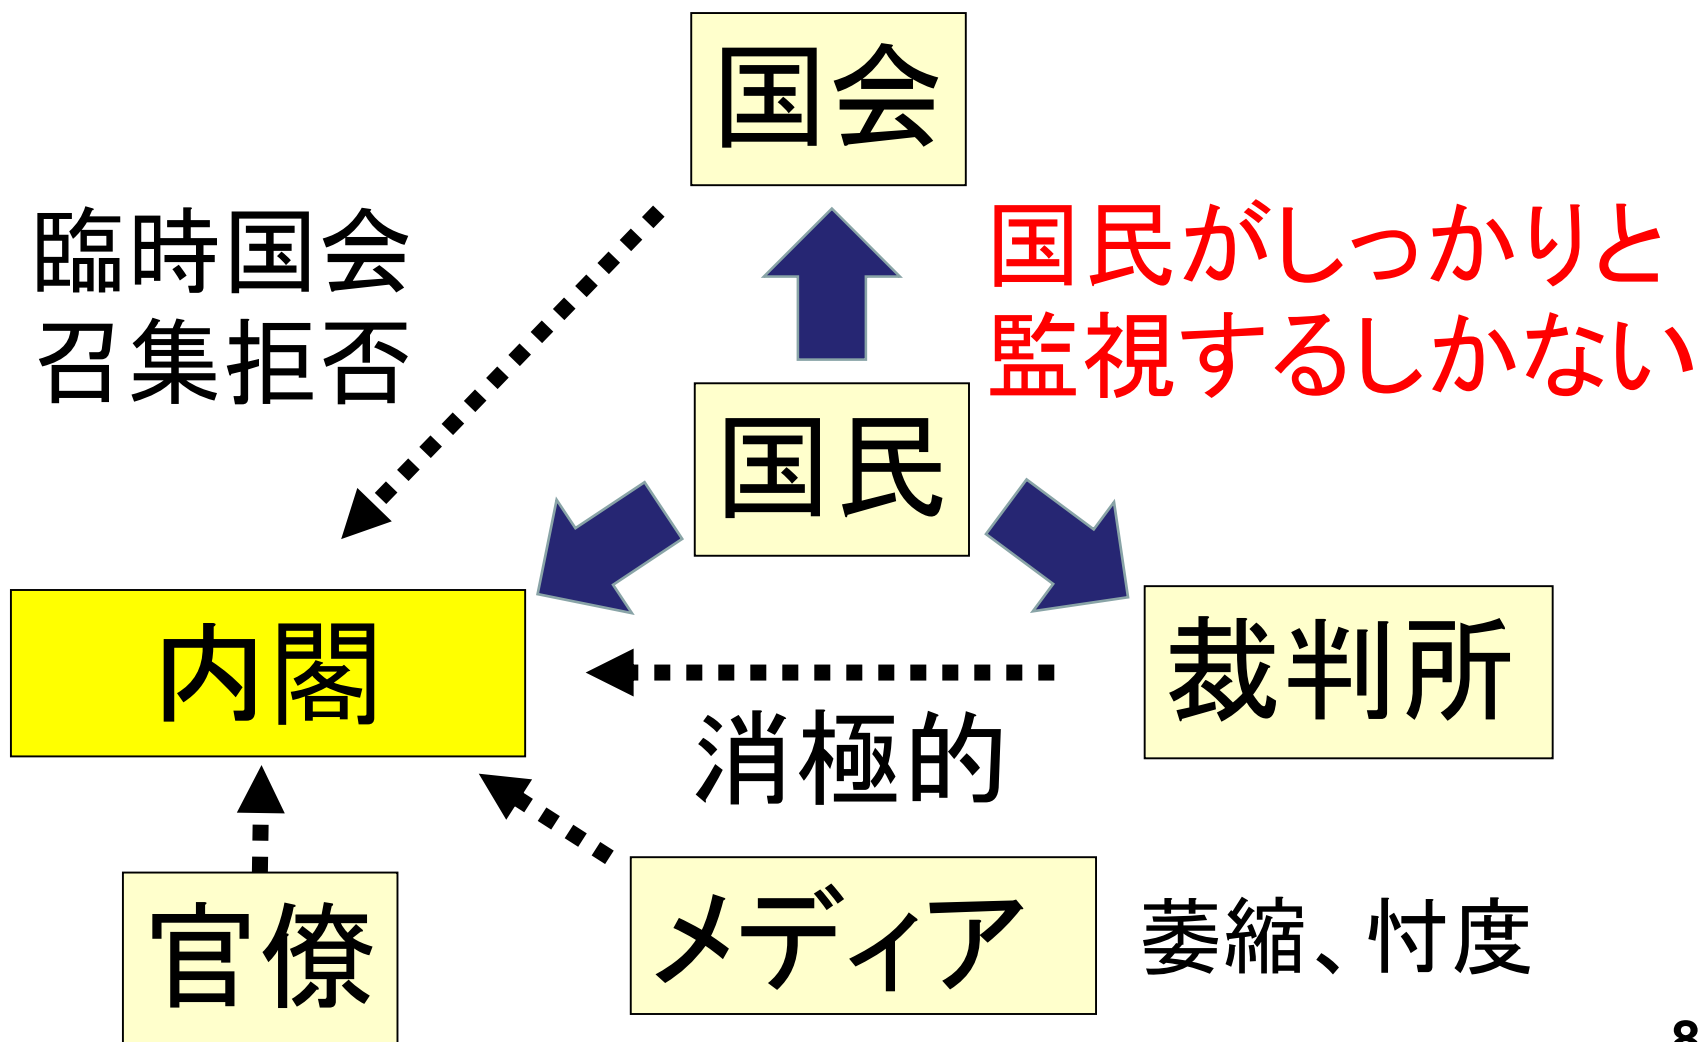 国会
臨時国会
召集拒否
国民がしっかりと
監視するしかない
国民
内閣
裁判所
消極的
官僚
メディア
萎縮、忖度
8